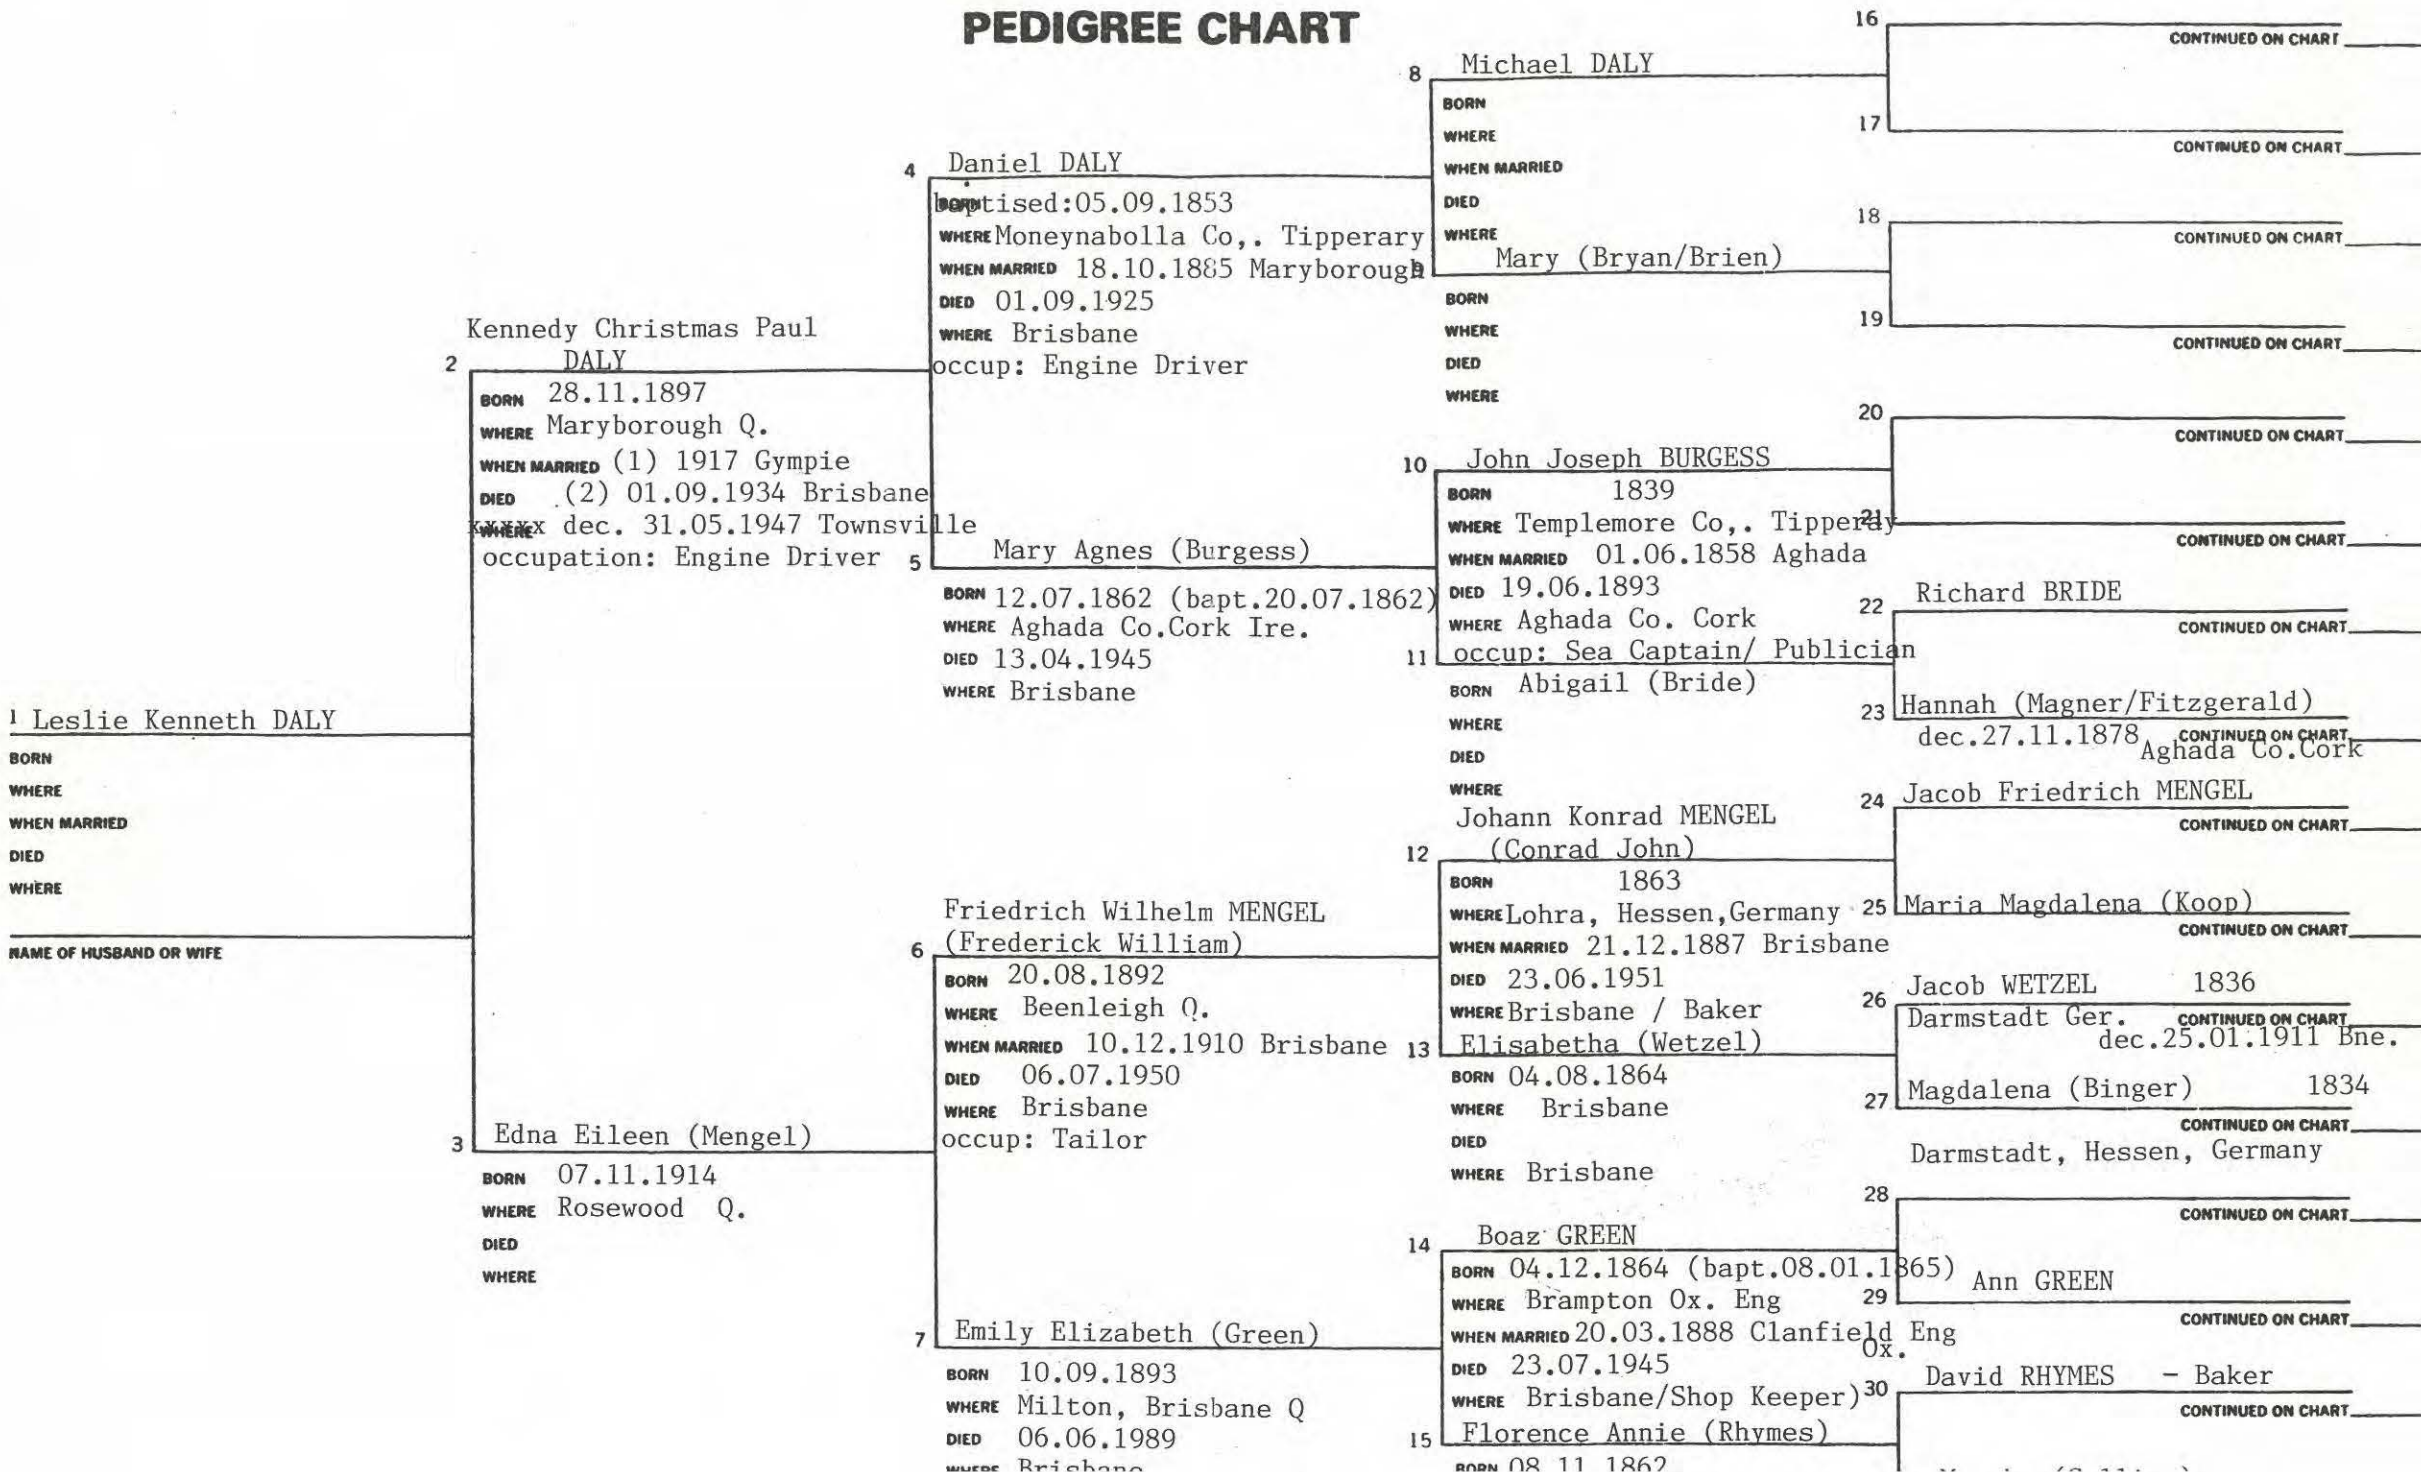 PEDIGREE CHART
1 Leslie Kenneth DALY
BORN
WHERE
WHEN MARRIED
DIED
WHERE
NAME OF HUSBAND OR WIFE
Kennedy Christmas Paul
2 DALY
BORN 28.11.1897
WHERE Maryborough Q.
WHEN MARRIED (1) 1917 Gympie
DIED (2) 01.09.1934 Brisbane
WHERE dec. 31.05.1947 Townsville
occupation: Engine Driver
3 Edna Eileen (Mengel)
BORN 07.11.1914
WHERE Rosewood Q.
DIED
WHERE
4 Daniel DALY
baptised:05.09.1853
WHERE Moneynabolla Co,. Tipperary
WHEN MARRIED 18.10.1885 Maryborough
DIED 01.09.1925
WHERE Brisbane
occup: Engine Driver
5 Mary Agnes (Burgess)
BORN 12.07.1862 (bapt.20.07.1862)
WHERE Aghada Co.Cork Ire.
DIED 13.04.1945
WHERE Brisbane
Friedrich Wilhelm MENGEL
6 (Frederick William)
BORN 20.08.1892
WHERE Beenleigh Q.
WHEN MARRIED 10.12.1910 Brisbane
DIED 06.07.1950
WHERE Brisbane
occup: Tailor
7 Emily Elizabeth (Green)
BORN 10.09.1893
WHERE Milton, Brisbane Q
DIED 06.06.1989
WHERE Brisbane
8 Michael DALY
BORN
WHERE
WHEN MARRIED
DIED
WHERE
9 Mary (Bryan/Brien)
BORN
WHERE
DIED
WHERE
10 John Joseph BURGESS
BORN 1839
WHERE Templemore Co,. Tipperay
WHEN MARRIED 01.06.1858 Aghada
DIED 19.06.1893
WHERE Aghada Co. Cork
11 occup: Sea Captain/ Publician
BORN Abigail (Bride)
WHERE
DIED
WHERE
Johann Konrad MENGEL
12 (Conrad John)
BORN 1863
WHERE Lohra, Hessen,Germany
WHEN MARRIED 21.12.1887 Brisbane
DIED 23.06.1951
WHERE Brisbane / Baker
13 Elisabetha (Wetzel)
BORN 04.08.1864
WHERE Brisbane
DIED
WHERE Brisbane
14 Boaz GREEN
BORN 04.12.1864 (bapt.08.01.1865)
WHERE Brampton Ox. Eng
WHEN MARRIED 20.03.1888 Clanfield Eng
Ox.
DIED 23.07.1945
WHERE Brisbane/Shop Keeper)
15 Florence Annie (Rhymes)
BORN 08.11.1862
16
CONTINUED ON CHART
17
CONTINUED ON CHART
18
CONTINUED ON CHART
19
CONTINUED ON CHART
20
CONTINUED ON CHART
21
CONTINUED ON CHART
22 Richard BRIDE
CONTINUED ON CHART
23 Hannah (Magner/Fitzgerald)
CONTINUED ON CHART
dec.27.11.1878 Aghada Co.Cork
24 Jacob Friedrich MENGEL
CONTINUED ON CHART
25 Maria Magdalena (Koop)
CONTINUED ON CHART
26 Jacob WETZEL 1836
Darmstadt Ger. CONTINUED ON CHART
dec.25.01.1911 Bne.
27 Magdalena (Binger) 1834
CONTINUED ON CHART
Darmstadt, Hessen, Germany
28
CONTINUED ON CHART
29 Ann GREEN
CONTINUED ON CHART
30 David RHYMES - Baker
CONTINUED ON CHART